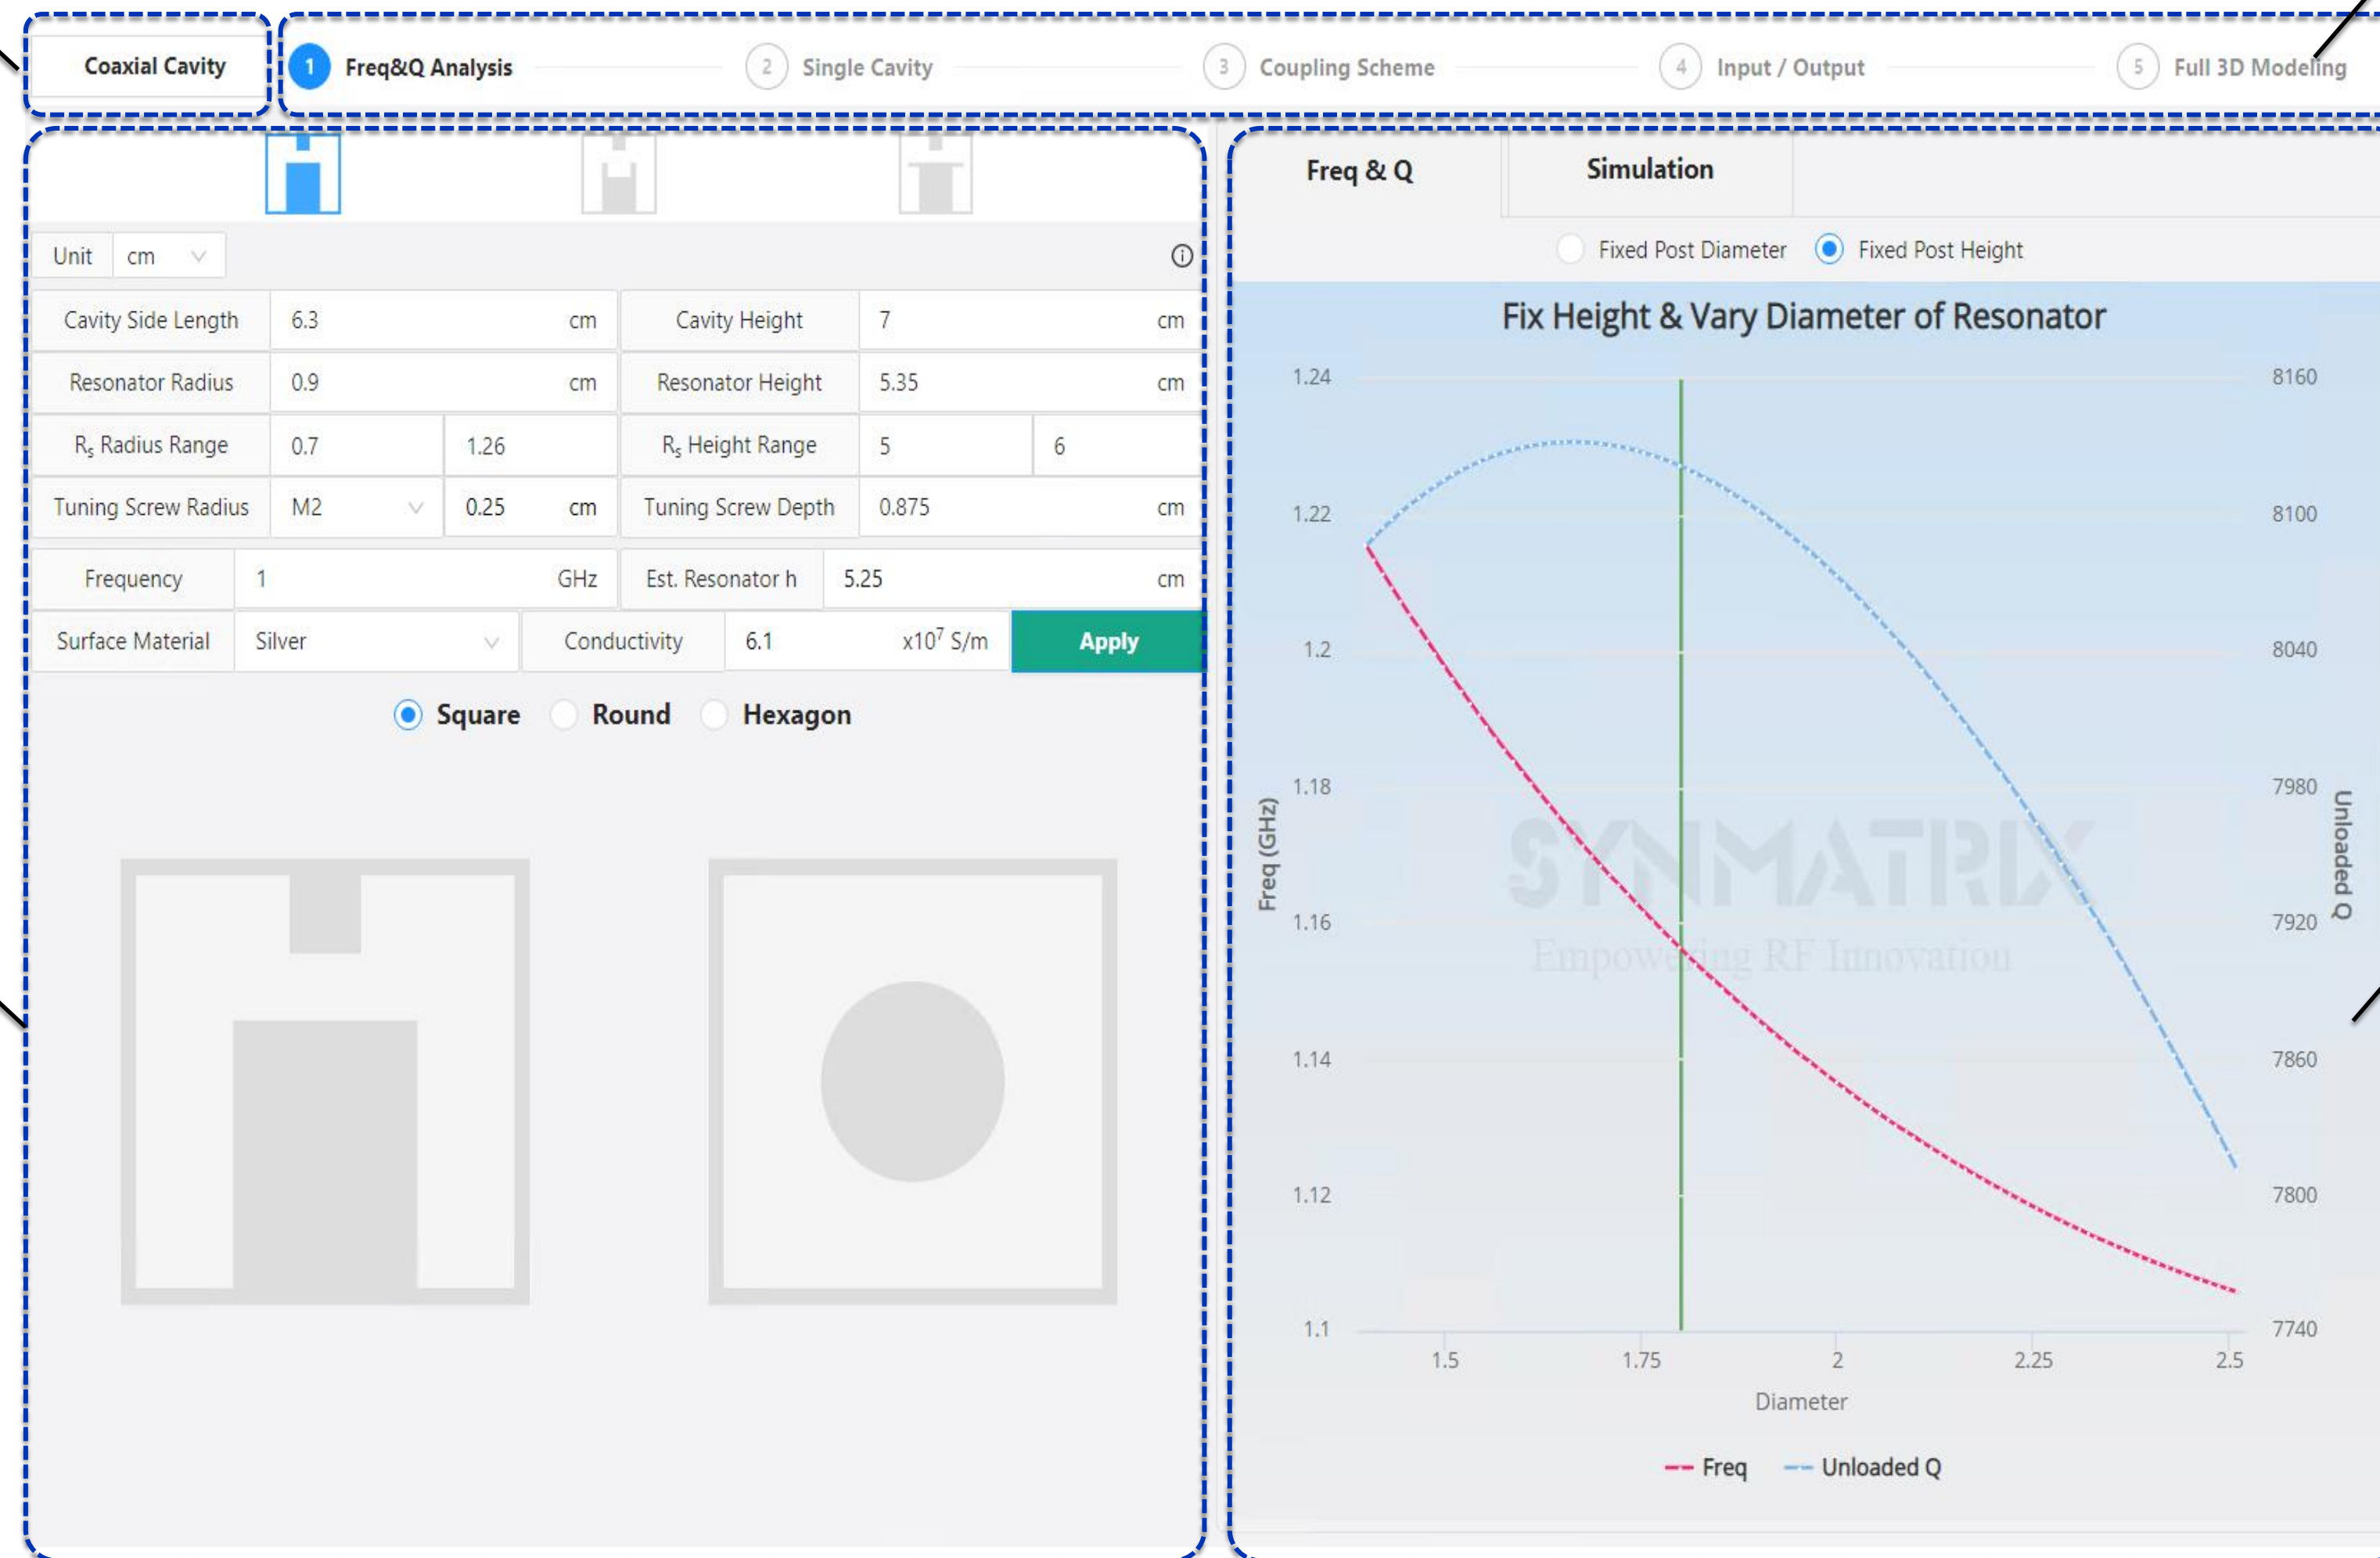 Coaxial Cavity 1 Freq&Q Analysis 2 Single Cavity 3 Coupling Scheme 4 Input / Output 5 Full 3D Modeling
Unit cm
Cavity Side Length 6.3 cm Cavity Height 7 cm
Resonator Radius 0.9 cm Resonator Height 5.35 cm
Rs Radius Range 0.7 1.26 Rs Height Range 5 6
Tuning Screw Radius M2 0.25 cm Tuning Screw Depth 0.875 cm
Frequency 1 GHz Est. Resonator h 5.25 cm
Surface Material Silver Conductivity 6.1 x10⁷ S/m Apply
Square Round Hexagon
Freq & Q Simulation
Fixed Post Diameter Fixed Post Height
Fix Height & Vary Diameter of Resonator
1.24 8160
1.22 8100
1.2 8040
1.18 7980
1.16 7920
1.14 7860
1.12 7800
1.1 7740
Freq (GHz)
Unloaded Q
SYNMATRIX
Empowering RF Innovation
1.5 1.75 2 2.25 2.5
Diameter
Freq Unloaded Q